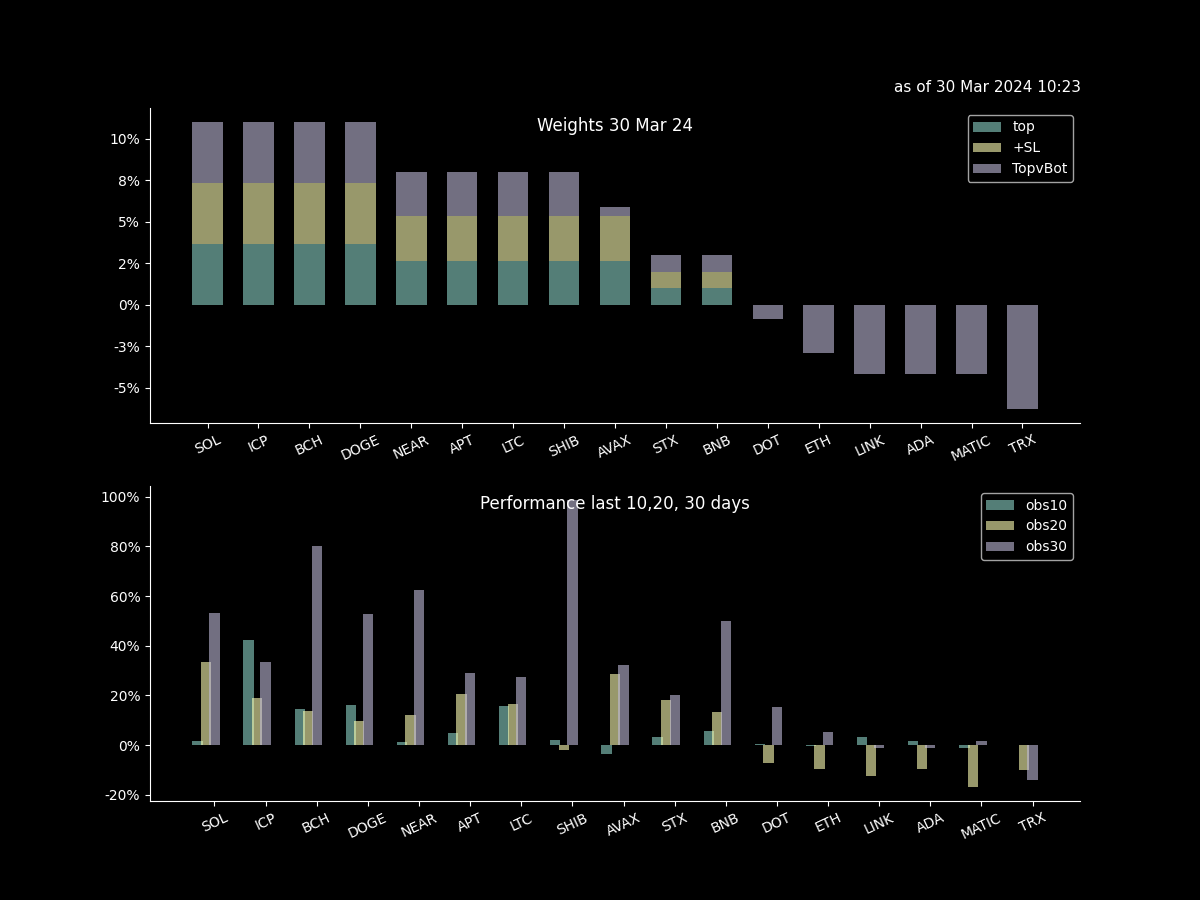 as of 30 Mar 2024 10:23
Weights 30 Mar 24
top
+SL
TopvBot
10%
8%
5%
2%
0%
-3%
-5%
SOL ICP BCH DOGE NEAR APT LTC SHIB AVAX STX BNB DOT ETH LINK ADA MATIC TRX
Performance last 10,20, 30 days
obs10
obs20
obs30
100%
80%
60%
40%
20%
0%
-20%
SOL ICP BCH DOGE NEAR APT LTC SHIB AVAX STX BNB DOT ETH LINK ADA MATIC TRX